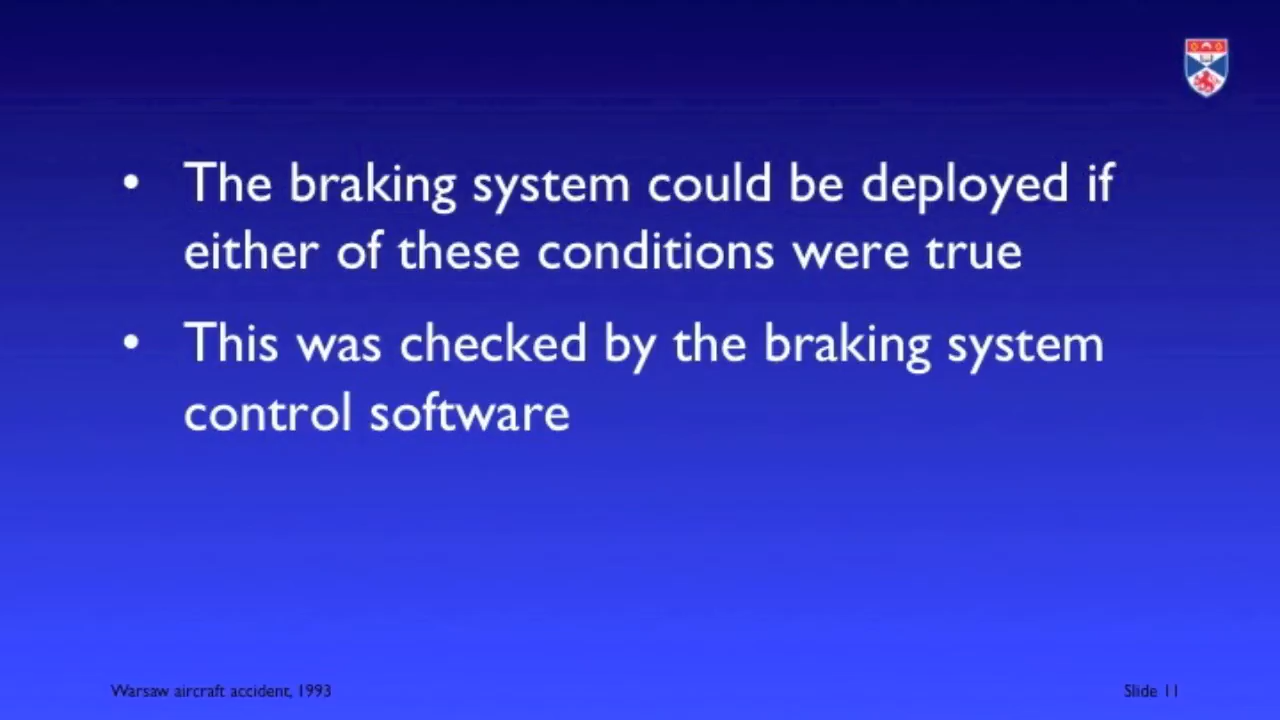 • The braking system could be deployed if
either of these conditions were true
• This was checked by the braking system
control software
Warsaw aircraft accident, 1993
Slide 11